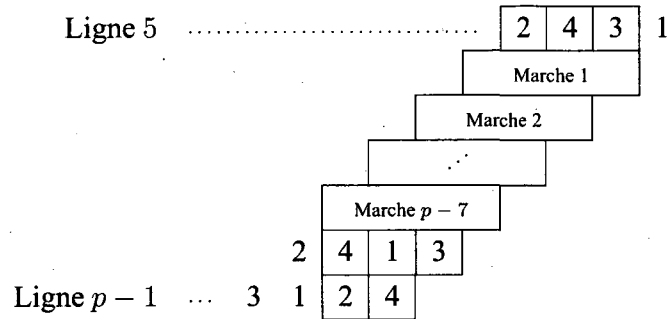 Ligne 5 ........................................ 2 4 3 1
Marche 1
Marche 2
⋰
Marche p − 7
2 4 1 3
Ligne p − 1 ... 3 1 2 4